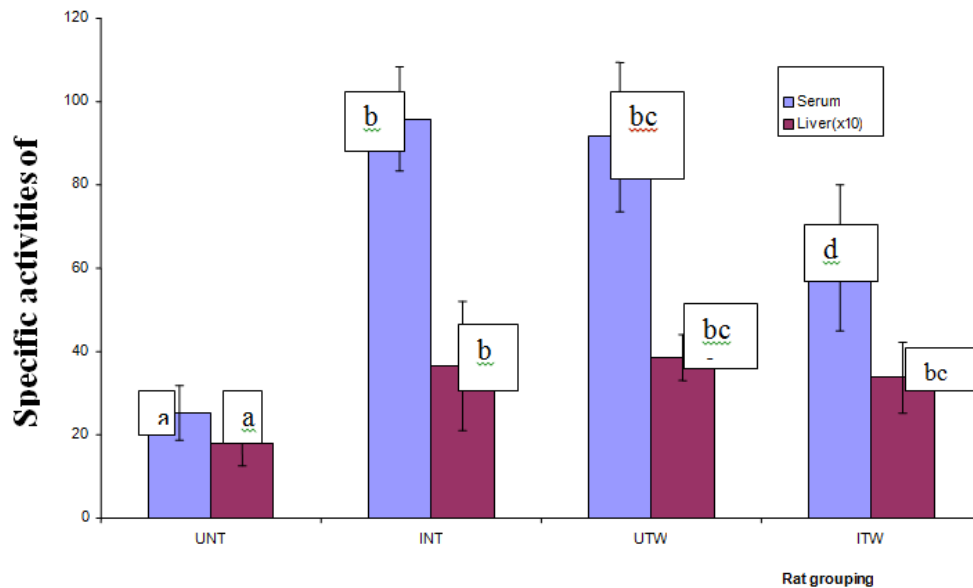 Specific activities of
120
100
80
60
40
20
0
a
a
b
b
bc
bc
d
bc
Serum
Liver(x10)
UNT
INT
UTW
ITW
Rat grouping